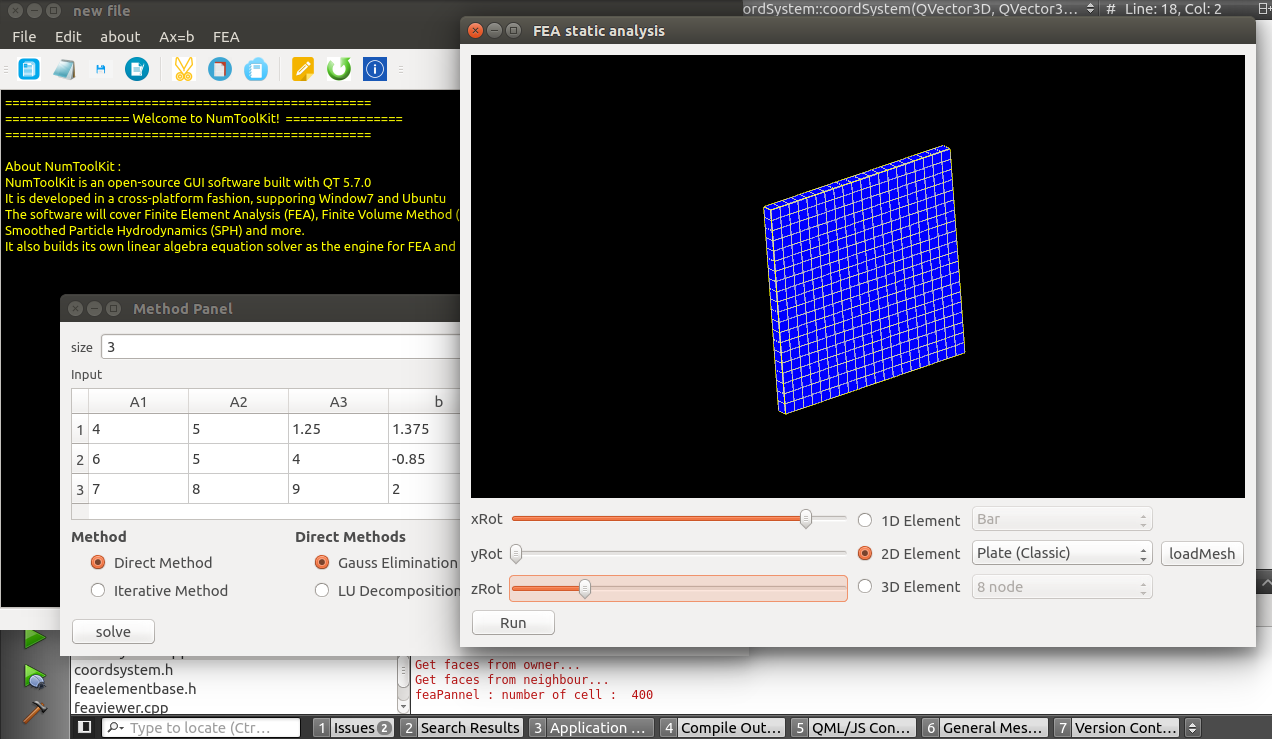 new file
ordSystem::coordSystem(QVector3D, QVector3... # Line: 18, Col: 2
File Edit about Ax=b FEA
FEA static analysis
================================================
================= Welcome to NumToolKit! ================
================================================
About NumToolKit :
NumToolKit is an open-source GUI software built with QT 5.7.0
It is developed in a cross-platform fashion, supporing Window7 and Ubuntu
The software will cover Finite Element Analysis (FEA), Finite Volume Method (
Smoothed Particle Hydrodynamics (SPH) and more.
It also builds its own linear algebra equation solver as the engine for FEA and
Method Panel
size 3
Input
A1 A2 A3 b
1 4 5 1.25 1.375
2 6 5 4 -0.85
3 7 8 9 2
Method Direct Methods
Direct Method Gauss Elimination
Iterative Method LU Decomposition
solve
xRot 1D Element Bar
yRot 2D Element Plate (Classic) loadMesh
zRot 3D Element 8 node
Run
coordsystem.h
feaelementbase.h
feaviewer.cpp
Get faces from owner...
Get faces from neighbour...
feaPannel : number of cell : 400
Type to locate (Ctr... 1 Issues 2 2 Search Results 3 Application ... 4 Compile Out... 5 QML/JS Con... 6 General Mes... 7 Version Cont...